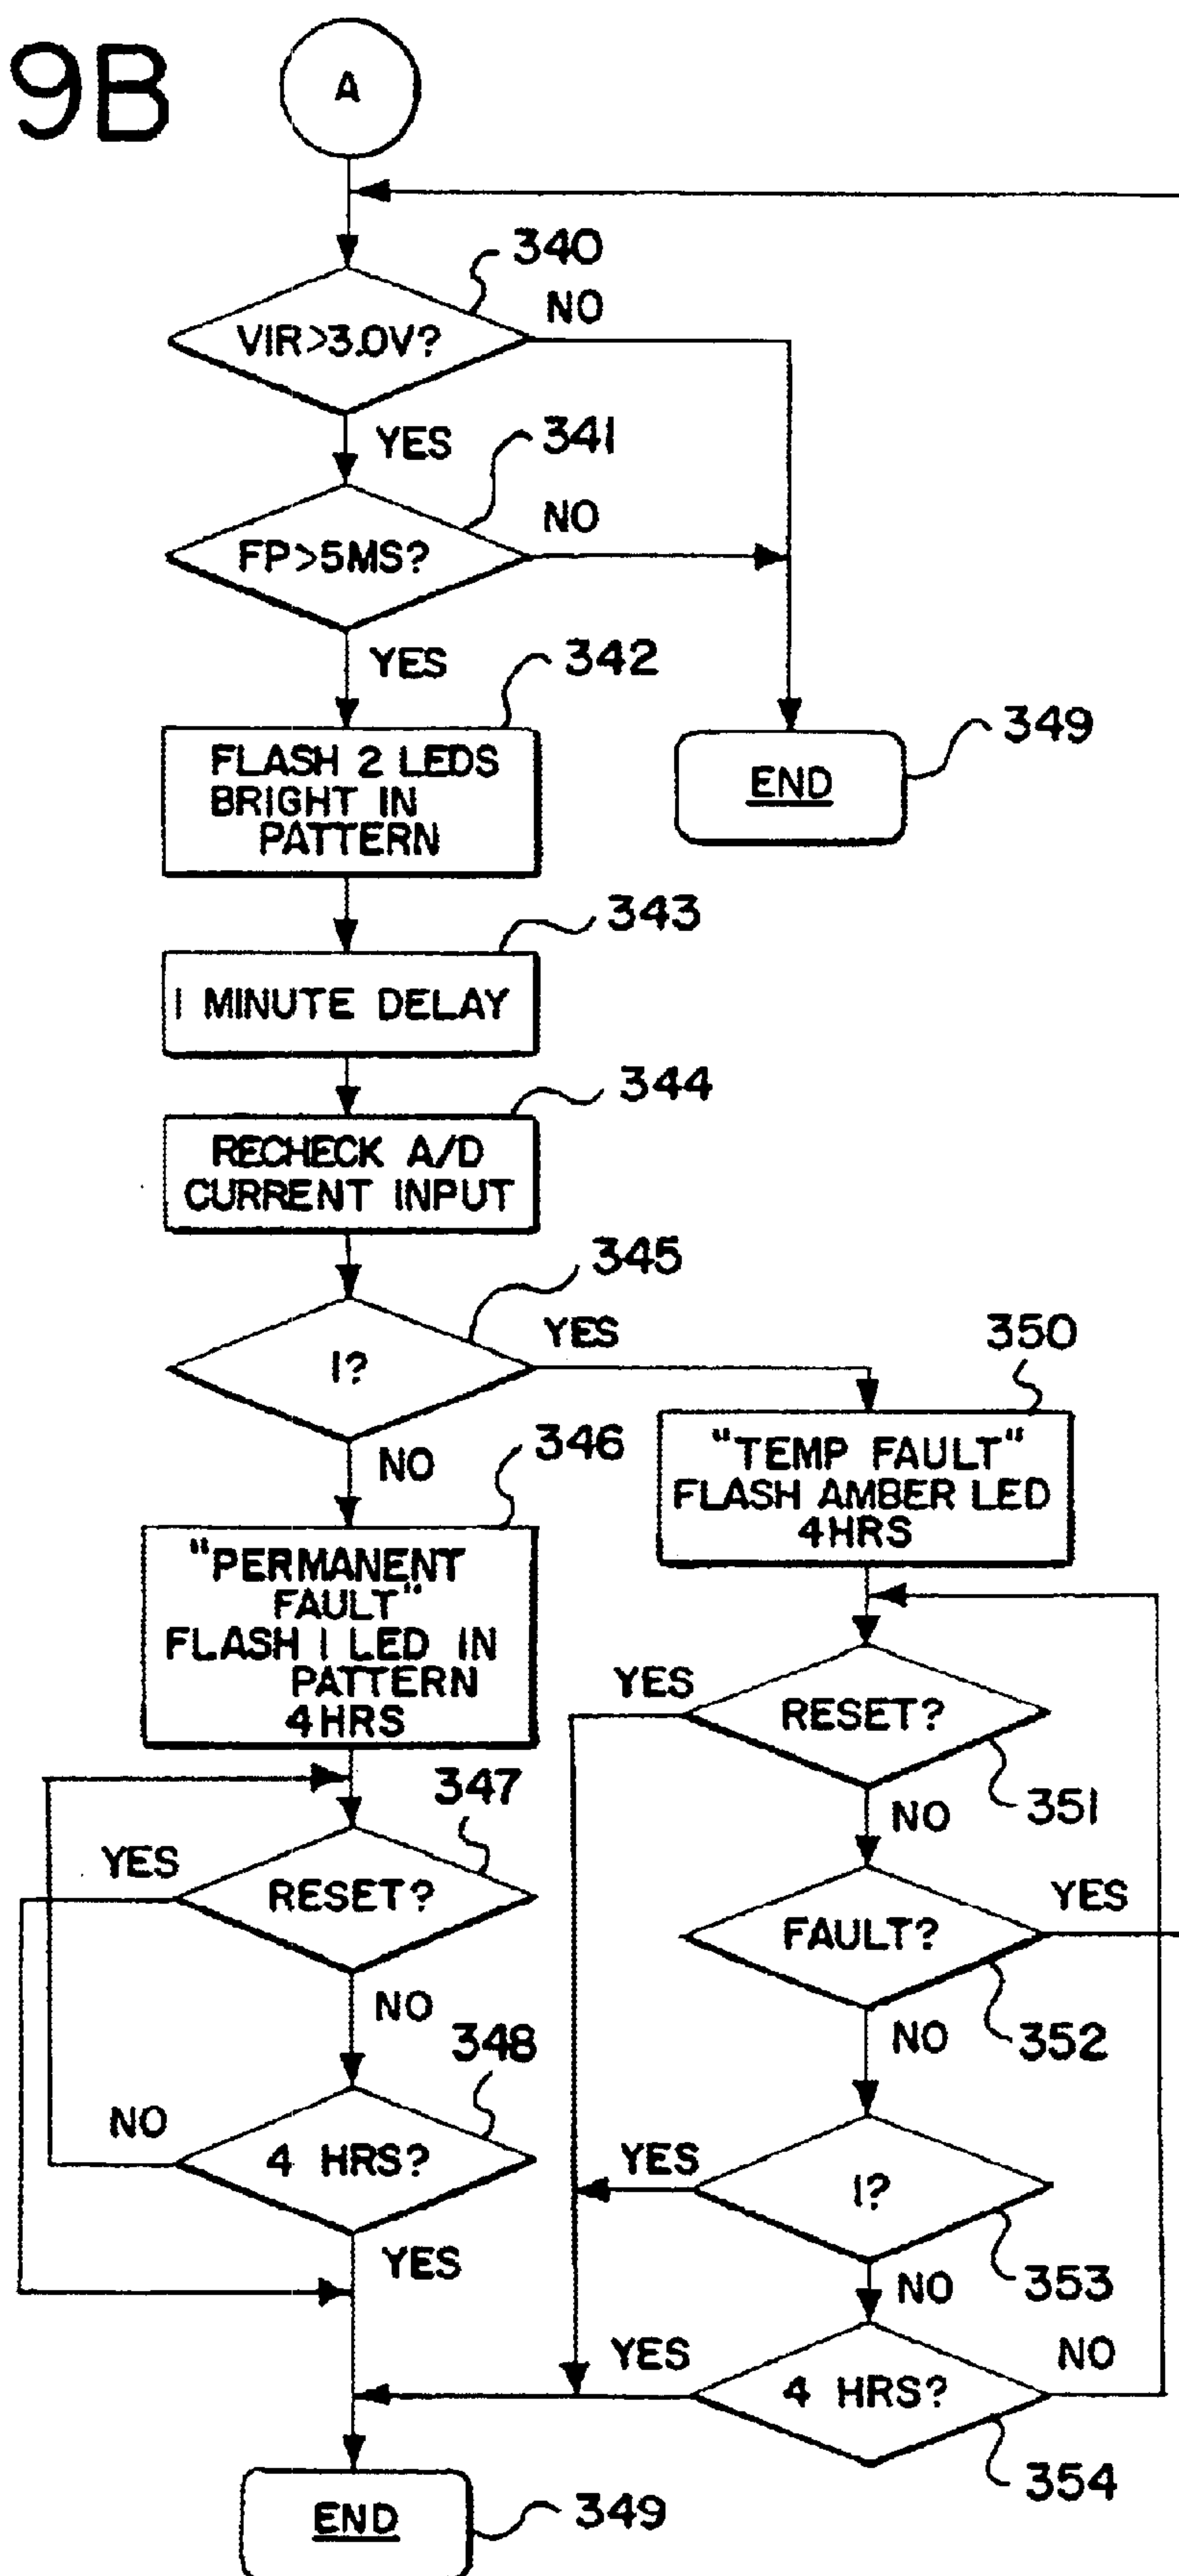 9B
A
340
VIR>3.0V?
NO
YES
341
FP>5MS?
NO
YES
342
FLASH 2 LEDS
BRIGHT IN
PATTERN
349
END
343
1 MINUTE DELAY
344
RECHECK A/D
CURRENT INPUT
345
I?
YES
NO
350
"TEMP FAULT"
FLASH AMBER LED
4HRS
346
"PERMANENT
FAULT"
FLASH 1 LED IN
PATTERN
4HRS
YES
RESET?
351
NO
347
YES
RESET?
NO
FAULT?
YES
352
NO
348
NO
4 HRS?
YES
YES
I?
353
NO
YES
4 HRS?
NO
354
END
349